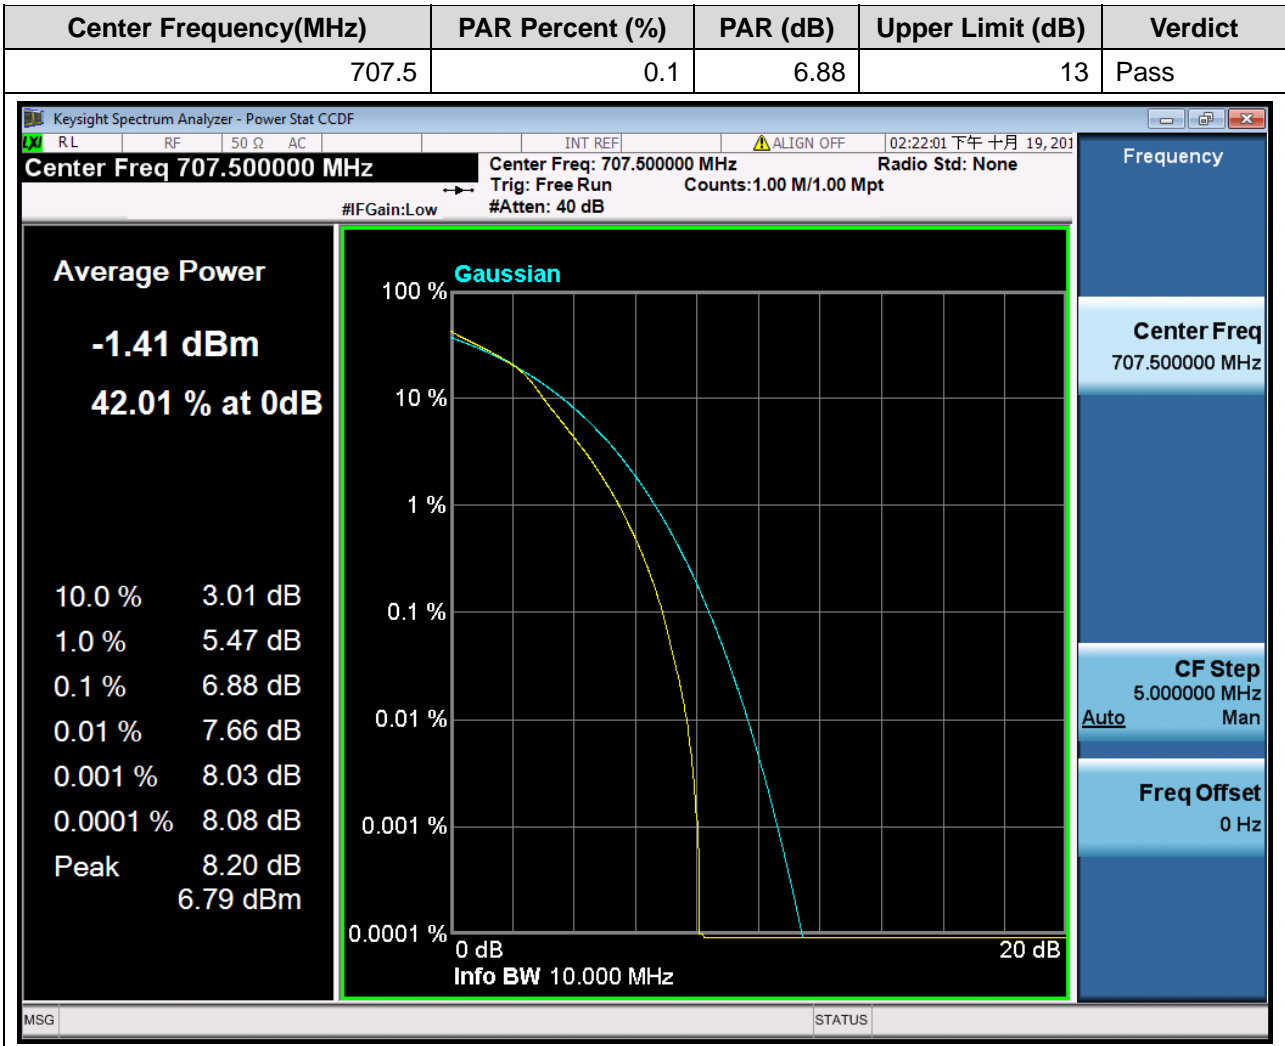 Center Frequency(MHz) PAR Percent (%) PAR (dB) Upper Limit (dB) Verdict
707.5 0.1 6.88 13 Pass
Keysight Spectrum Analyzer - Power Stat CCDF
LXI RL RF 50 Ω AC INT REF ALIGN OFF 02:22:01 下午 十月 19, 201
Center Freq 707.500000 MHz
Center Freq: 707.500000 MHz Radio Std: None
Trig: Free Run Counts:1.00 M/1.00 Mpt
#IFGain:Low #Atten: 40 dB
Frequency
Average Power
-1.41 dBm
42.01 % at 0dB
10.0 % 3.01 dB
1.0 % 5.47 dB
0.1 % 6.88 dB
0.01 % 7.66 dB
0.001 % 8.03 dB
0.0001 % 8.08 dB
Peak 8.20 dB
6.79 dBm
Gaussian
100 %
10 %
1 %
0.1 %
0.01 %
0.001 %
0.0001 %
0 dB 20 dB
Info BW 10.000 MHz
Center Freq
707.500000 MHz
CF Step
5.000000 MHz
Auto Man
Freq Offset
0 Hz
MSG STATUS